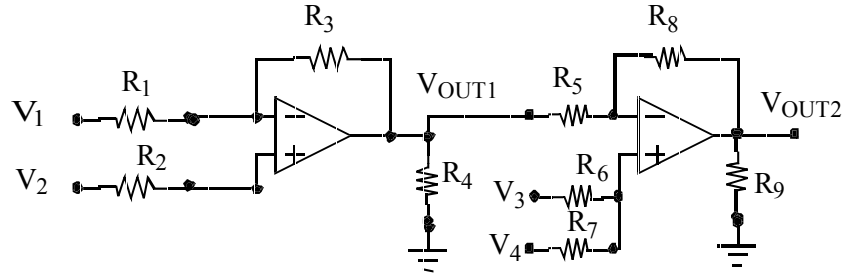 R3
R8
R1
VOUT1
R5
VOUT2
V1
−
−
R2
+
+
V2
R4
R6
R9
V3
R7
V4